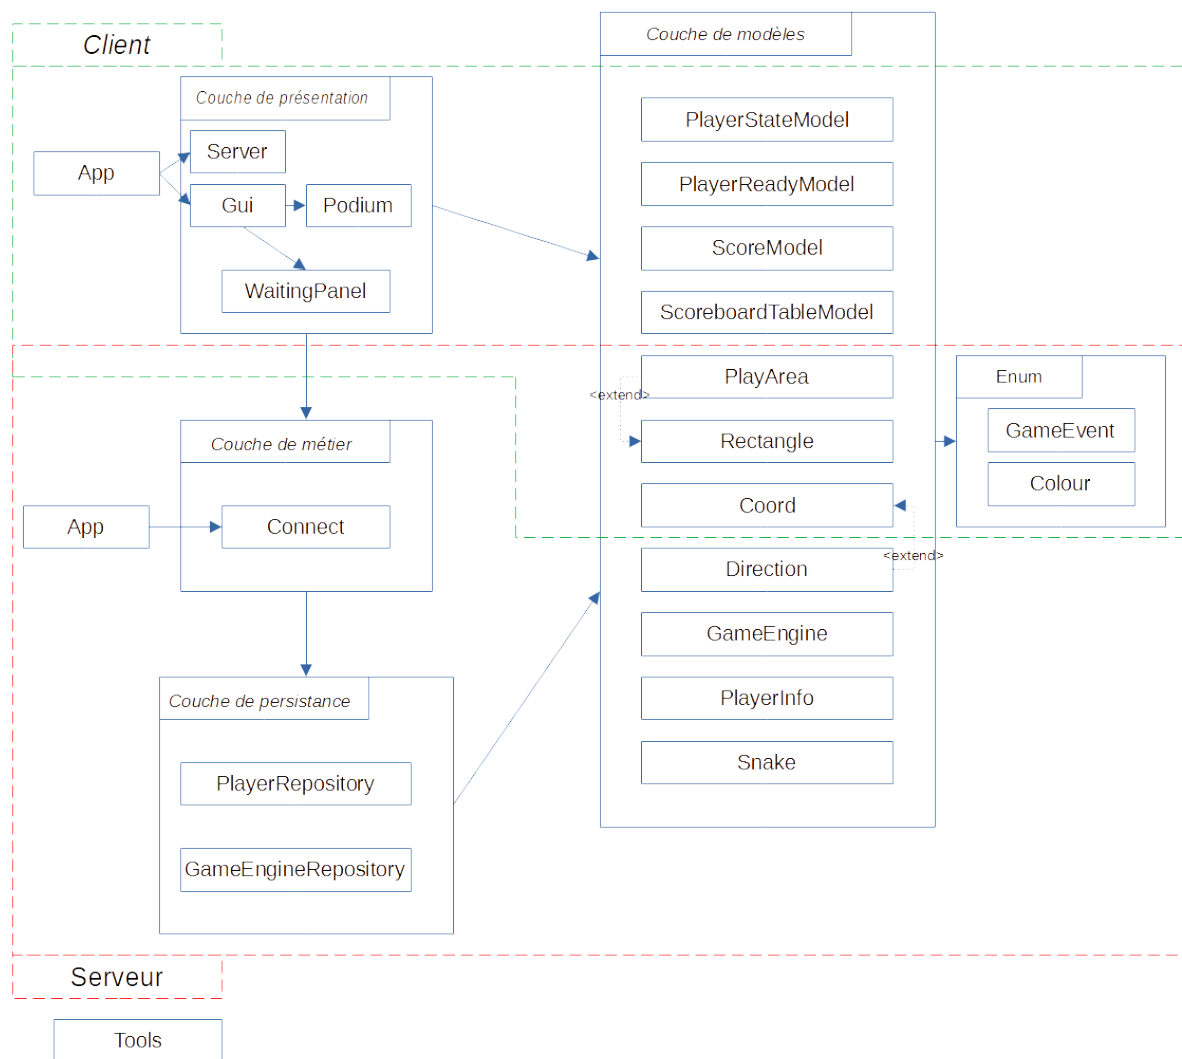 Client
Couche de modèles
Couche de présentation
PlayerStateModel
Server
App
PlayerReadyModel
Gui
Podium
ScoreModel
WaitingPanel
ScoreboardTableModel
PlayArea
Enum
<extend>
GameEvent
Couche de métier
Rectangle
Colour
App
Connect
Coord
<extend>
Direction
GameEngine
Couche de persistance
PlayerInfo
PlayerRepository
Snake
GameEngineRepository
Serveur
Tools